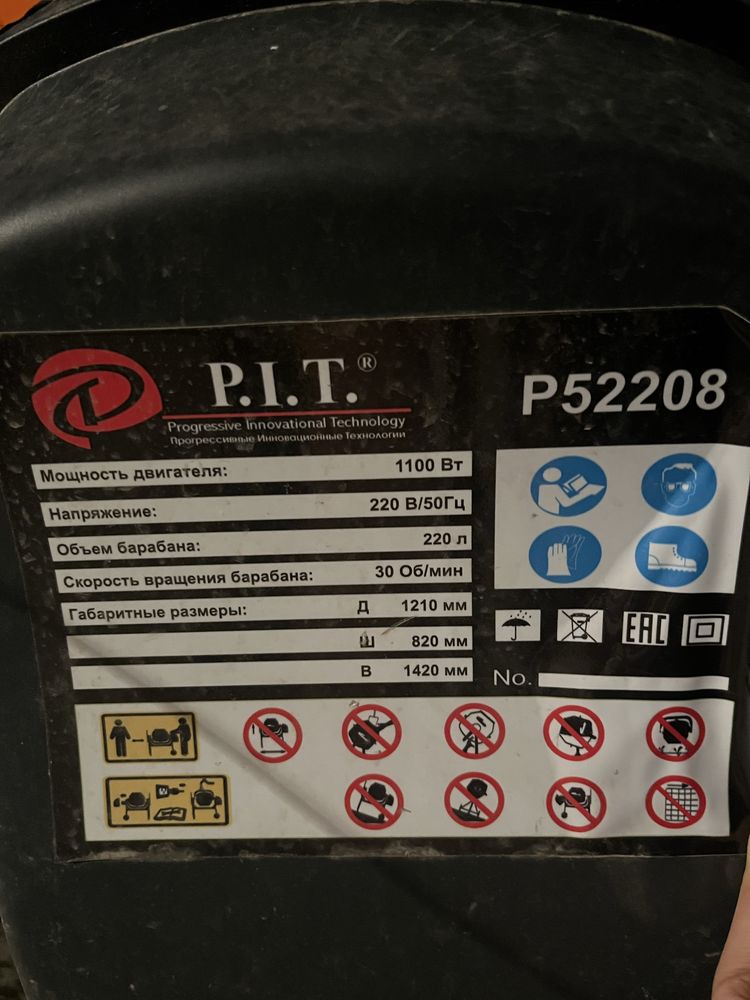 P.I.T.®
Progressive Innovational Technology
Прогрессивные Инновационные Технологии
P52208
Мощность двигателя: 1100 Вт
Напряжение: 220 В/50Гц
Объем барабана: 220 л
Скорость вращения барабана: 30 Об/мин
Габаритные размеры: Д 1210 мм
Ш 820 мм
В 1420 мм
EAC
No.